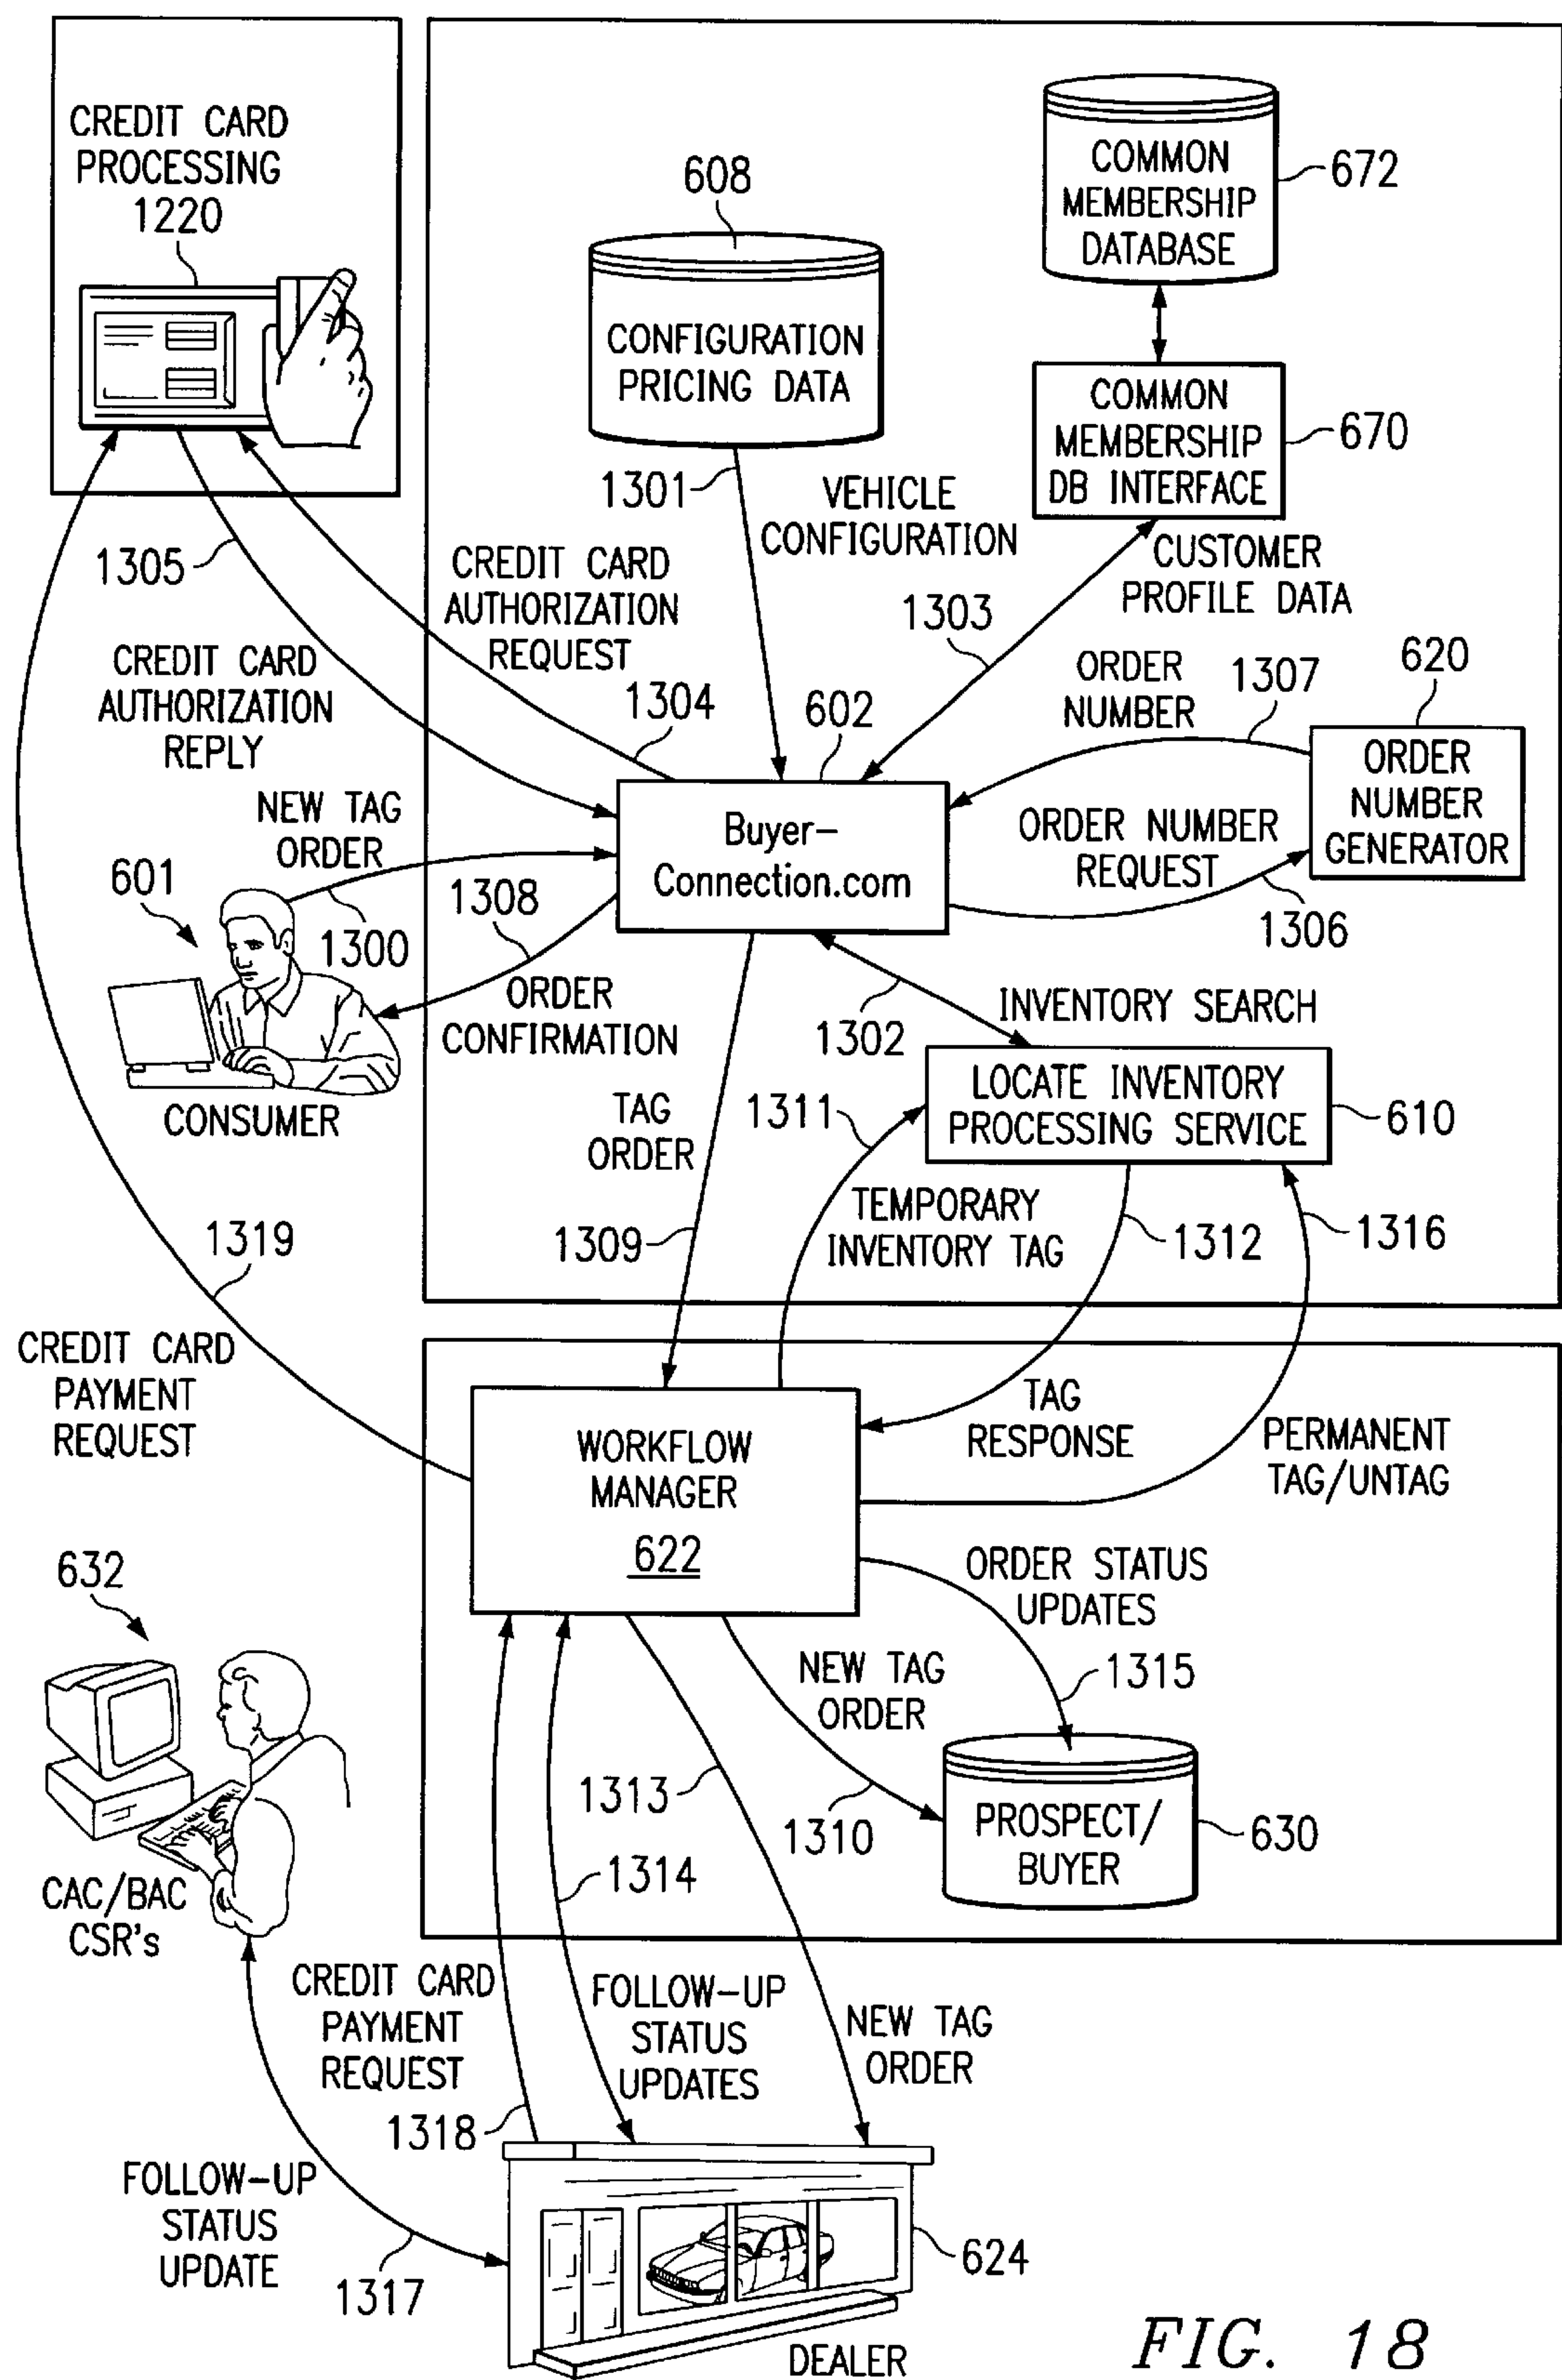 CREDIT CARD
PROCESSING
1220
COMMON
MEMBERSHIP
DATABASE
672
608
CONFIGURATION
PRICING DATA
COMMON
MEMBERSHIP
DB INTERFACE
670
1301
VEHICLE
CONFIGURATION
1305
CREDIT CARD
AUTHORIZATION
REQUEST
1303
CUSTOMER
PROFILE DATA
CREDIT CARD
AUTHORIZATION
REPLY
1304
602
ORDER
NUMBER
1307
620
ORDER
NUMBER
GENERATOR
NEW TAG
ORDER
Buyer-
Connection.com
ORDER NUMBER
REQUEST
1306
601
1300
1308
CONSUMER
ORDER
CONFIRMATION
1302
INVENTORY SEARCH
TAG
ORDER
1311
LOCATE INVENTORY
PROCESSING SERVICE
610
1309
TEMPORARY
INVENTORY TAG
1312
1316
1319
CREDIT CARD
PAYMENT
REQUEST
TAG
RESPONSE
PERMANENT
TAG/UNTAG
WORKFLOW
MANAGER
622
ORDER STATUS
UPDATES
632
NEW TAG
ORDER
1315
1313
1310
PROSPECT/
BUYER
630
1314
CAC/BAC
CSR's
CREDIT CARD
PAYMENT
REQUEST
1318
FOLLOW-UP
STATUS
UPDATES
NEW TAG
ORDER
FOLLOW-UP
STATUS
UPDATE
1317
624
DEALER
FIG. 18